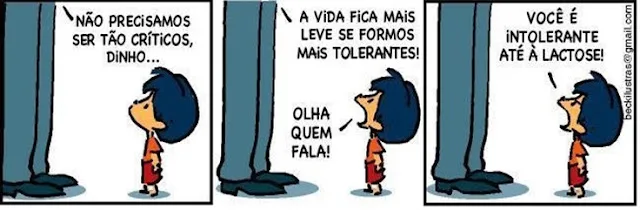 NÃO PRECISAMOS
SER TÃO CRÍTICOS,
DINHO...
A VIDA FICA MAIS
LEVE SE FORMOS
MAIS TOLERANTES!
OLHA
QUEM
FALA!
VOCÊ É
INTOLERANTE
ATÉ À LACTOSE!
beckilustras@gmail.com